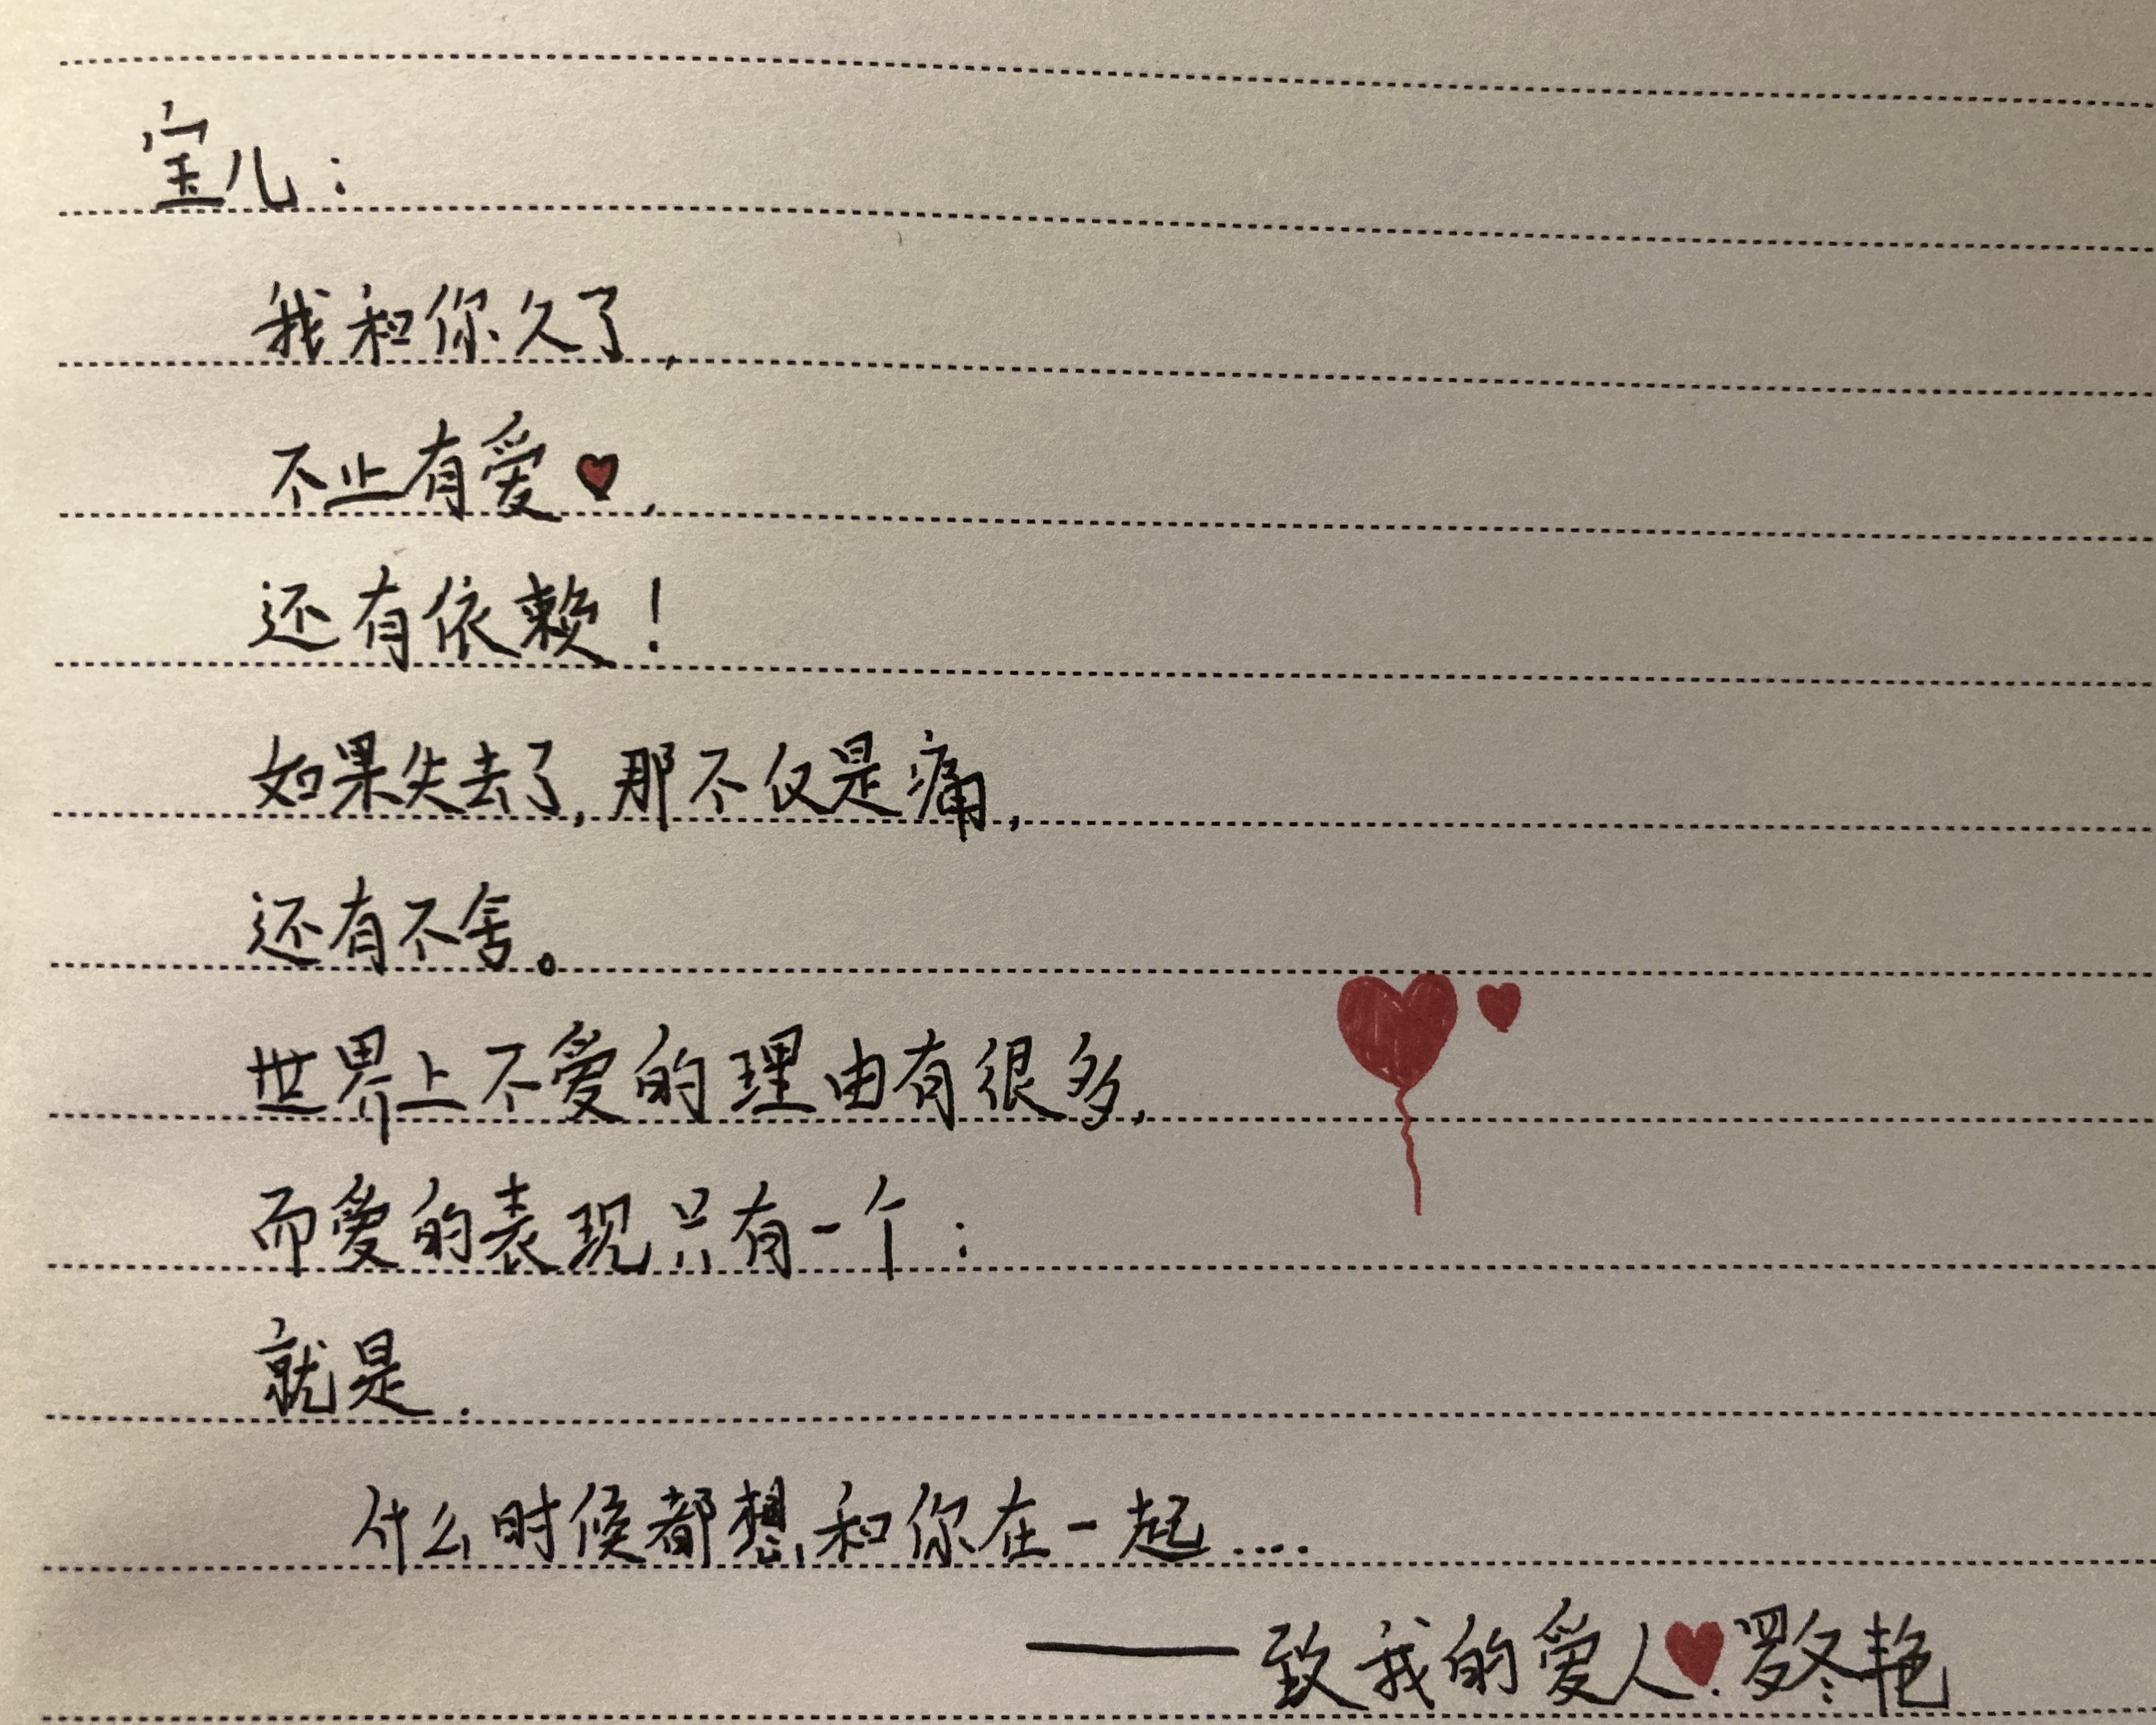 宝儿：
我和你久了，
不止有爱，
还有依赖！
如果失去了，那不仅是痛，
还有不舍。
世界上不爱的理由有很多，
而爱的表现只有一个：
就是.
什么时候都想和你在一起....
——致我的爱人.罗冬艳